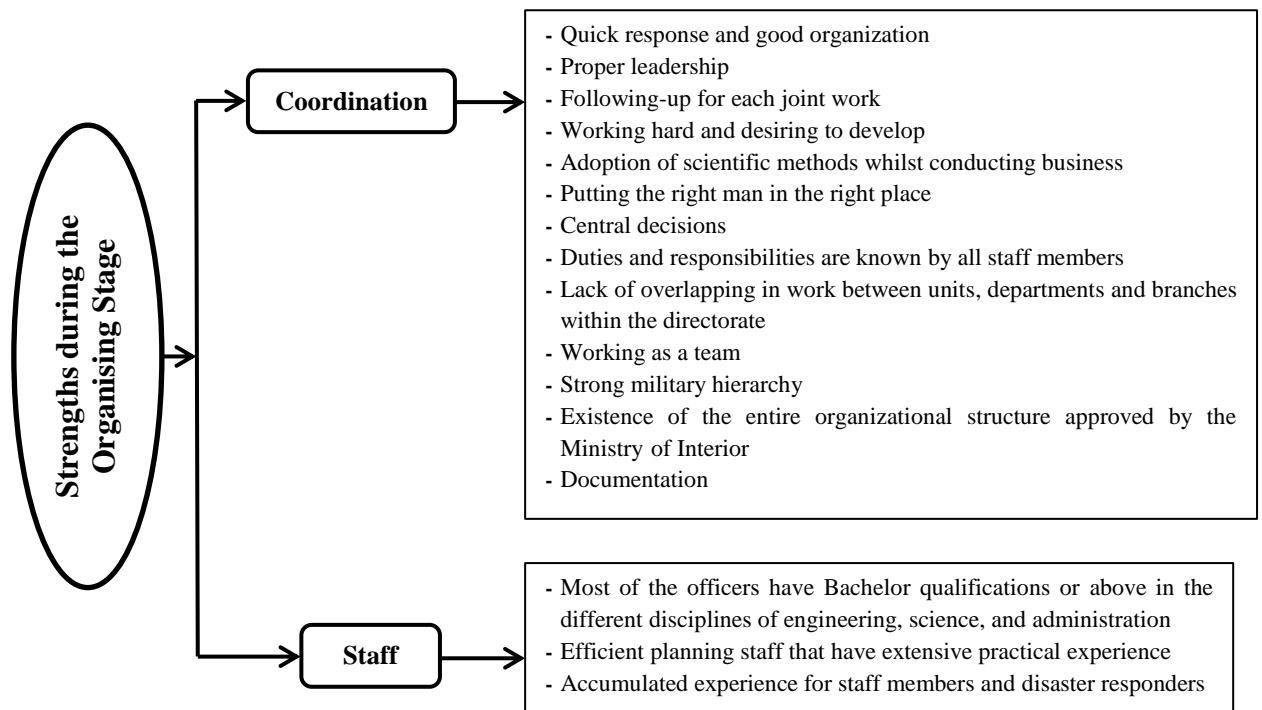 Strengths during the
Organising Stage
Coordination
- Quick response and good organization
- Proper leadership
- Following-up for each joint work
- Working hard and desiring to develop
- Adoption of scientific methods whilst conducting business
- Putting the right man in the right place
- Central decisions
- Duties and responsibilities are known by all staff members
- Lack of overlapping in work between units, departments and branches
within the directorate
- Working as a team
- Strong military hierarchy
- Existence of the entire organizational structure approved by the
Ministry of Interior
- Documentation
Staff
- Most of the officers have Bachelor qualifications or above in the
different disciplines of engineering, science, and administration
- Efficient planning staff that have extensive practical experience
- Accumulated experience for staff members and disaster responders